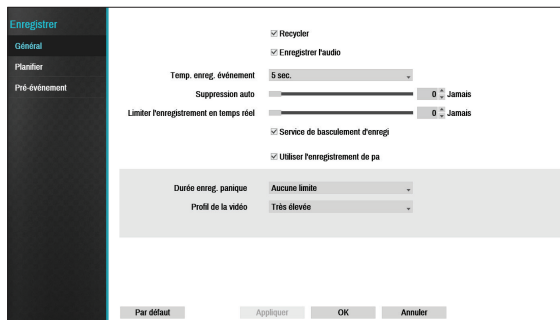 Enregistrer
Général
Planifier
Pré-événement
Recycler
Enregistrer l'audio
Temp. enreg. événement 5 sec.
Suppression auto 0 Jamais
Limiter l'enregistrement en temps réel 0 Jamais
Service de basculement d'enregi
Utiliser l'enregistrement de pa
Durée enreg. panique Aucune limite
Profil de la vidéo Très élevée
Par défaut Appliquer OK Annuler